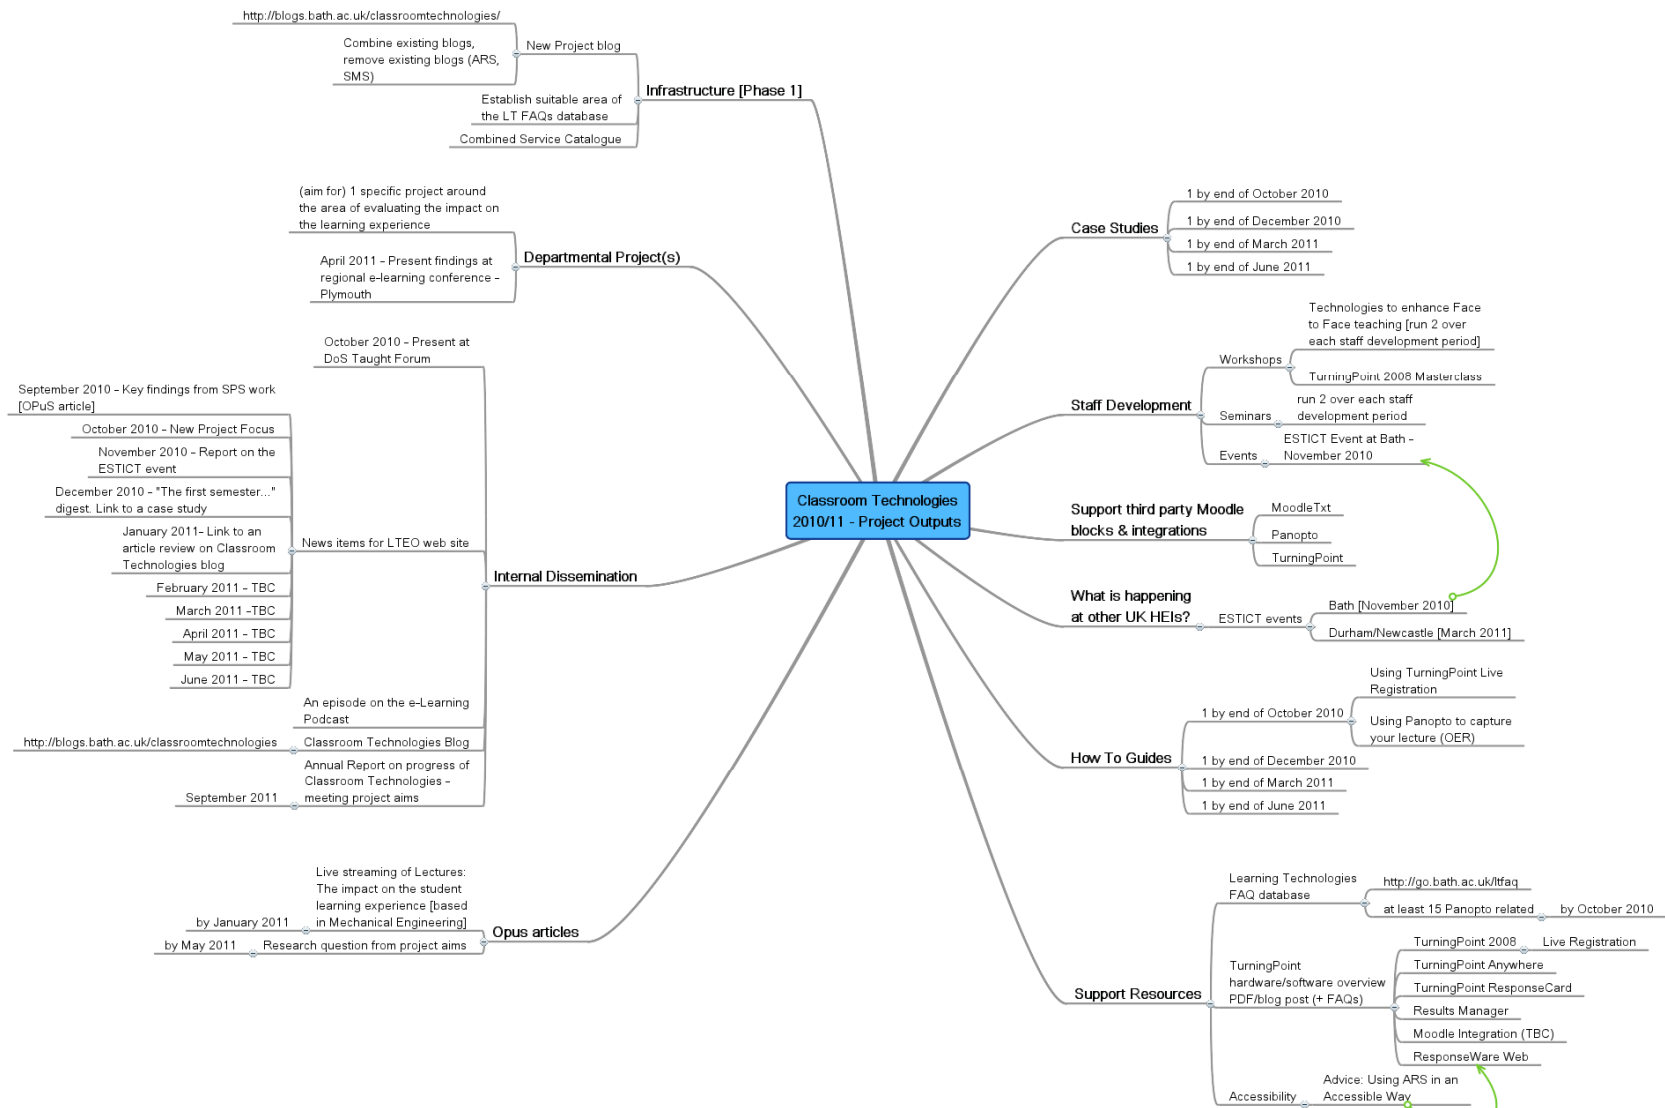 http://blogs.bath.ac.uk/classroomtechnologies/
Combine existing blogs,
remove existing blogs (ARS,
SMS)
New Project blog
Establish suitable area of
the LT FAQs database
Combined Service Catalogue
Infrastructure [Phase 1]
(aim for) 1 specific project around
the area of evaluating the impact on
the learning experience
April 2011 - Present findings at
regional e-learning conference -
Plymouth
Departmental Project(s)
October 2010 - Present at
DoS Taught Forum
September 2010 - Key findings from SPS work
[OPuS article]
October 2010 - New Project Focus
November 2010 - Report on the
ESTICT event
December 2010 - "The first semester..."
digest. Link to a case study
January 2011- Link to an
article review on Classroom
Technologies blog
February 2011 - TBC
March 2011 -TBC
April 2011 - TBC
May 2011 - TBC
June 2011 - TBC
News items for LTEO web site
An episode on the e-Learning
Podcast
http://blogs.bath.ac.uk/classroomtechnologies
Classroom Technologies Blog
Annual Report on progress of
Classroom Technologies -
meeting project aims
September 2011
Internal Dissemination
Live streaming of Lectures:
The impact on the student
learning experience [based
in Mechanical Engineering]
by January 2011
by May 2011
Research question from project aims
Opus articles
Classroom Technologies
2010/11 - Project Outputs
Case Studies
1 by end of October 2010
1 by end of December 2010
1 by end of March 2011
1 by end of June 2011
Staff Development
Workshops
Technologies to enhance Face
to Face teaching [run 2 over
each staff development period]
TurningPoint 2008 Masterclass
Seminars
run 2 over each staff
development period
Events
ESTICT Event at Bath -
November 2010
Support third party Moodle
blocks & integrations
MoodleTxt
Panopto
TurningPoint
What is happening
at other UK HEIs?
ESTICT events
Bath [November 2010]
Durham/Newcastle [March 2011]
How To Guides
1 by end of October 2010
Using TurningPoint Live
Registration
Using Panopto to capture
your lecture (OER)
1 by end of December 2010
1 by end of March 2011
1 by end of June 2011
Support Resources
Learning Technologies
FAQ database
http://go.bath.ac.uk/ltfaq
at least 15 Panopto related
by October 2010
TurningPoint
hardware/software overview
PDF/blog post (+ FAQs)
TurningPoint 2008
Live Registration
TurningPoint Anywhere
TurningPoint ResponseCard
Results Manager
Moodle Integration (TBC)
ResponseWare Web
Accessibility
Advice: Using ARS in an
Accessible Way